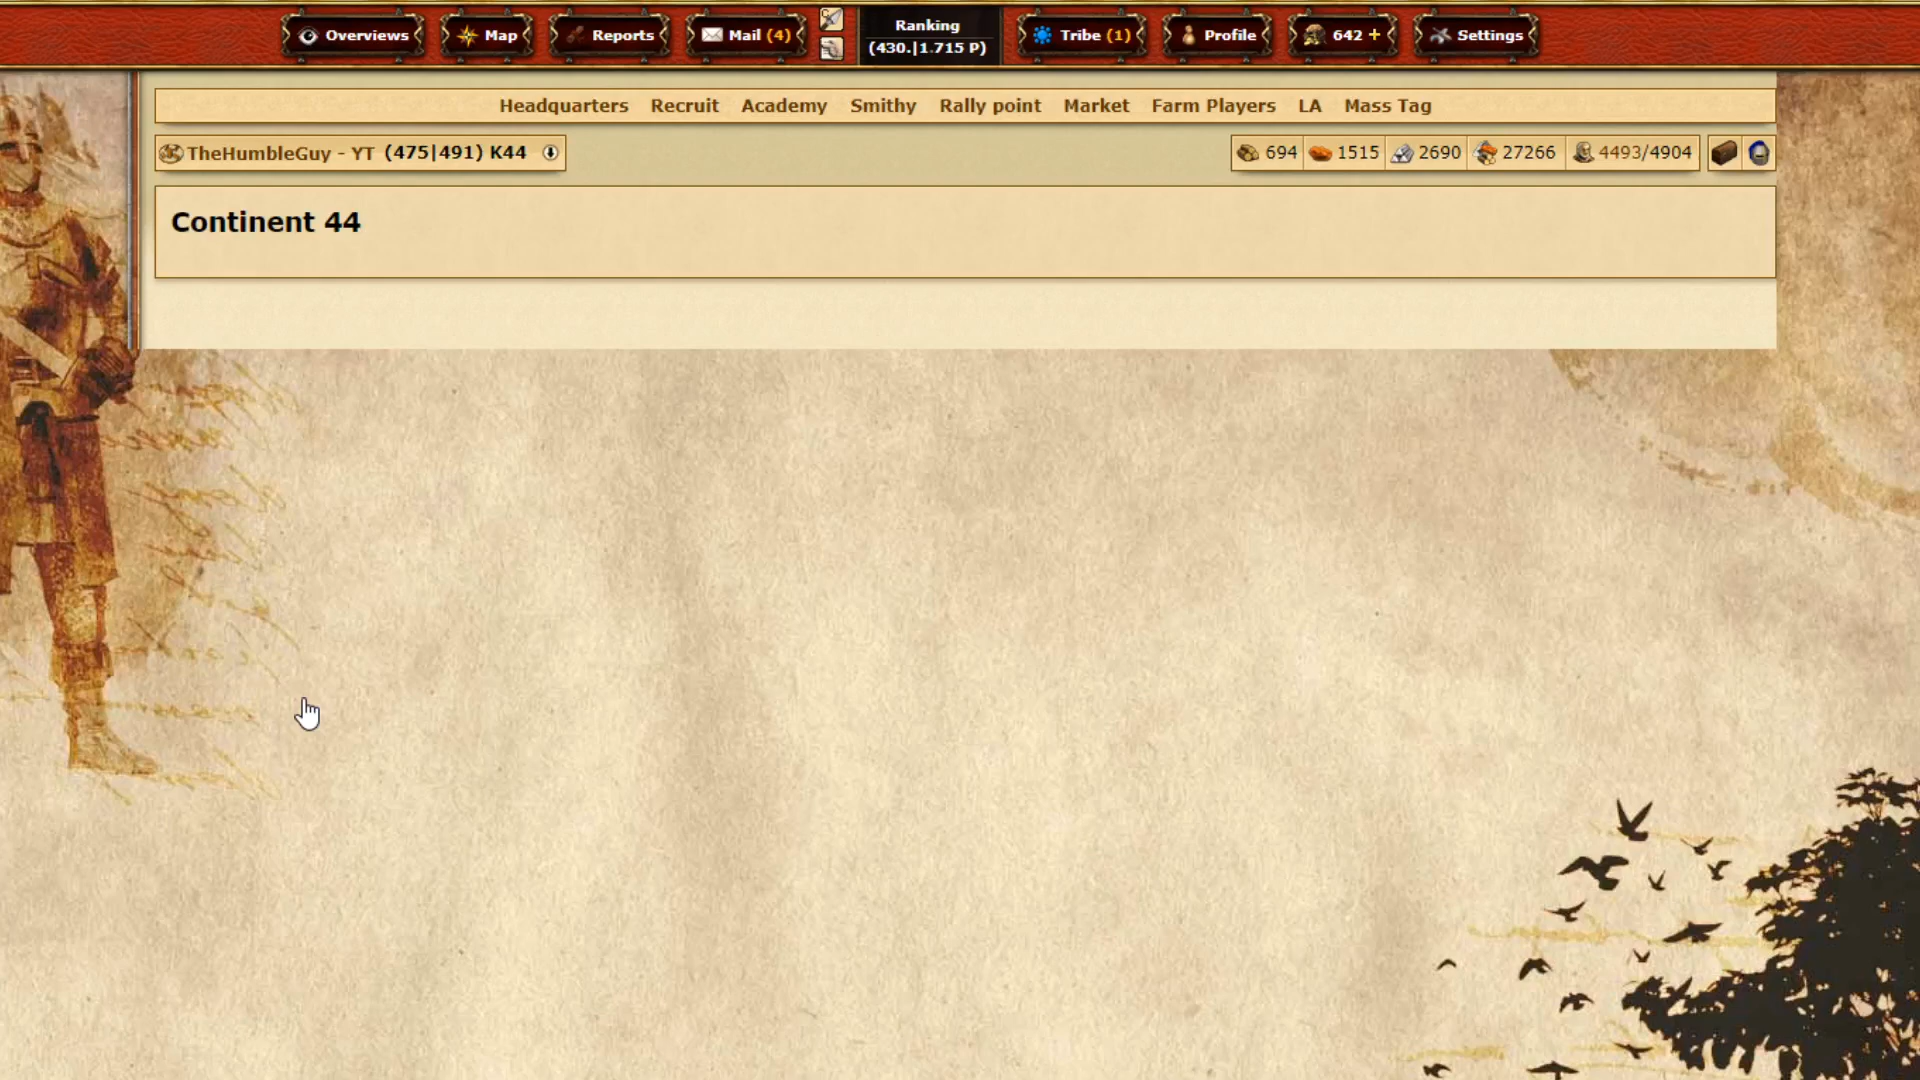 Overviews Map Reports Mail (4) Ranking Tribe (1) Profile 642 + Settings
(430.|1.715 P)
Headquarters Recruit Academy Smithy Rally point Market Farm Players LA Mass Tag
TheHumbleGuy - YT (475|491) K44 694 1515 2690 27266 4493/4904
Continent 44